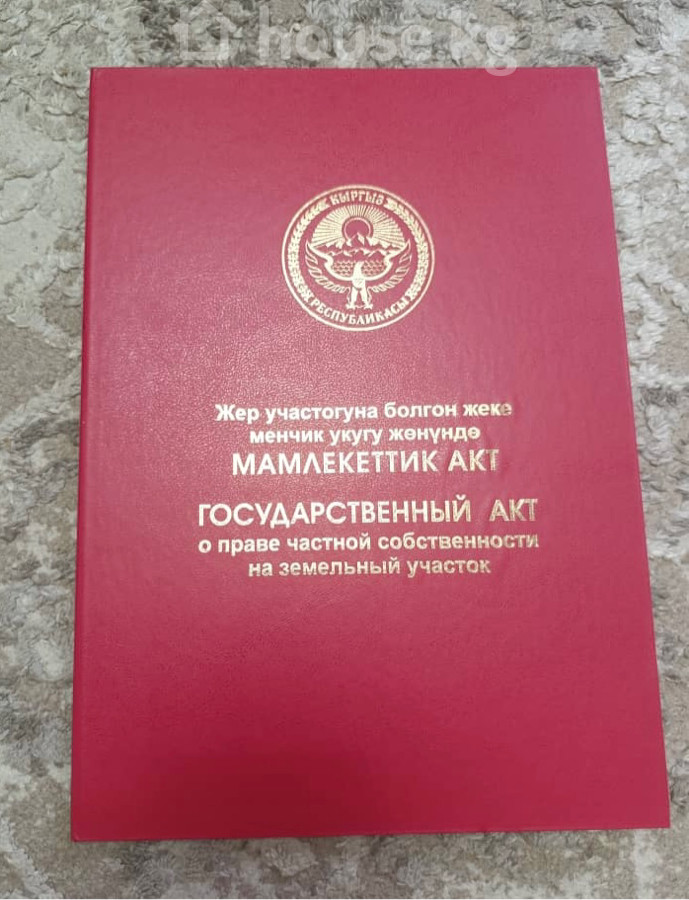 house.kg
КЫРГЫЗ
РЕСПУБЛИКАСЫ
Жер участогуна болгон жеке
менчик укугу жөнүндө
МАМЛЕКЕТТИК АКТ
ГОСУДАРСТВЕННЫЙ АКТ
о праве частной собственности
на земельный участок